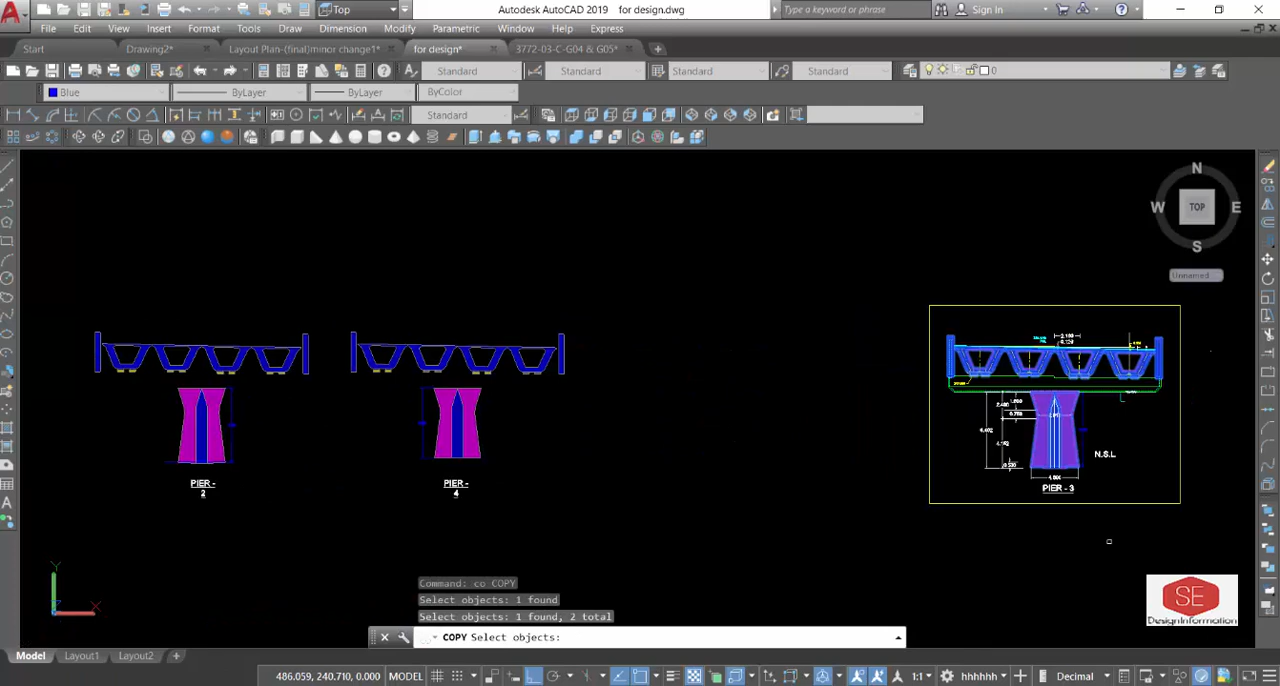 Top
Autodesk AutoCAD 2019 for design.dwg
Type a keyword or phrase
Sign In
File Edit View Insert Format Tools Draw Dimension Modify Parametric Window Help Express
Start Drawing2* Layout Plan-(final)minor change1* for design* 3772-03-C-G04 & G05*
Standard Standard Standard Standard 0
Blue ByLayer ByLayer ByColor
Standard
N
W TOP E
S
Unnamed
N.S.L
PIER - 3
PIER -
2
PIER -
4
Command: co COPY
Select objects: 1 found
Select objects: 1 found, 2 total
COPY Select objects:
SE
DesignInformation
Y
X
Model Layout1 Layout2
486.059, 240.710, 0.000 MODEL 1:1 hhhhhh Decimal